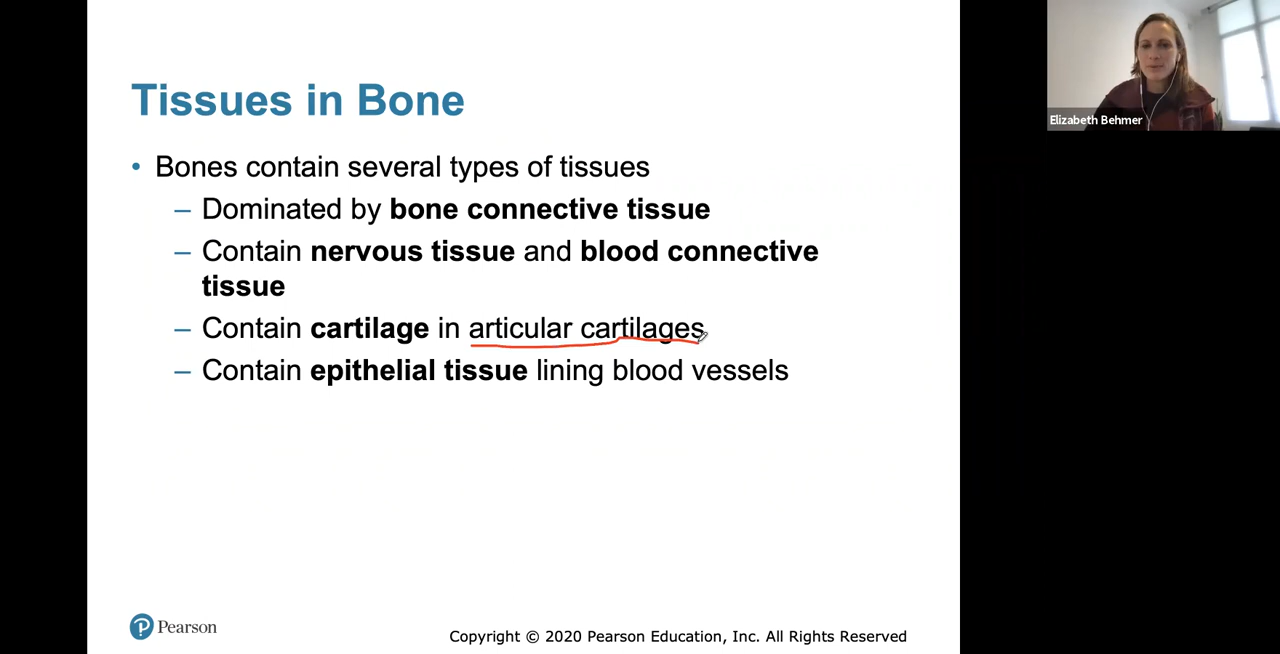 Tissues in Bone
• Bones contain several types of tissues
– Dominated by bone connective tissue
– Contain nervous tissue and blood connective
tissue
– Contain cartilage in articular cartilages
– Contain epithelial tissue lining blood vessels
P Pearson
Copyright © 2020 Pearson Education, Inc. All Rights Reserved
Elizabeth Behmer